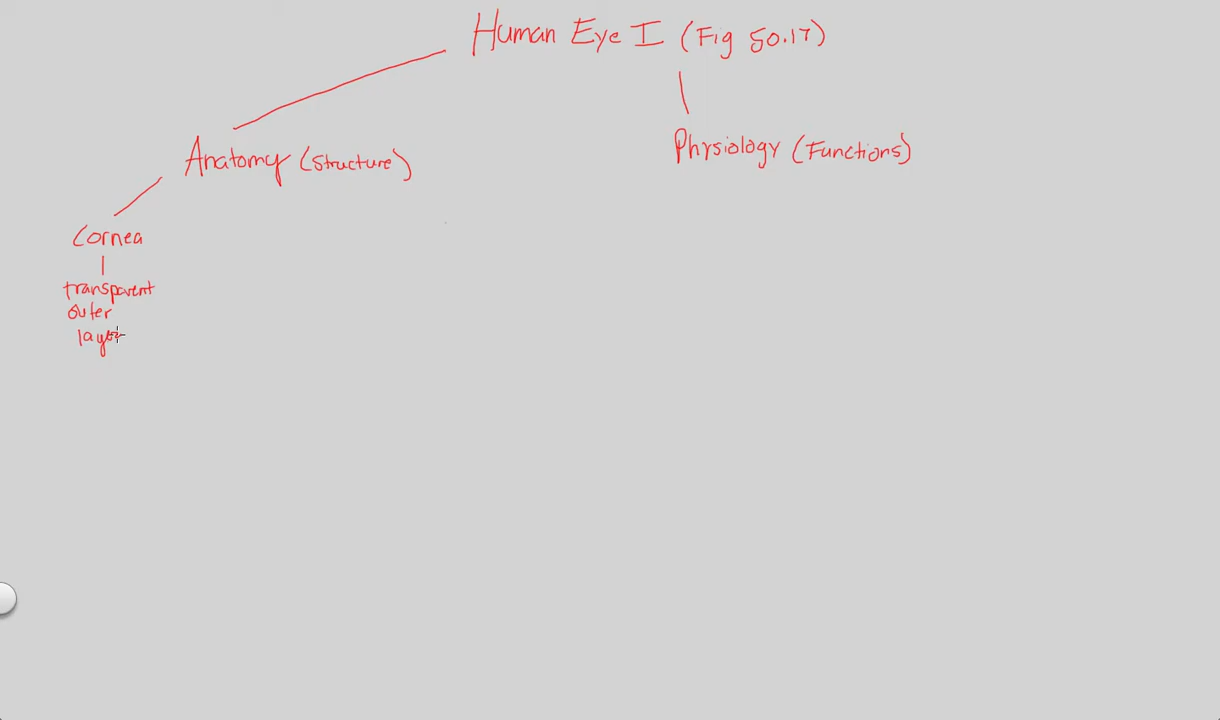 Human Eye I (Fig 50.17)
Anatomy (Structure)
Physiology (Functions)
Cornea
transparent
outer
layer